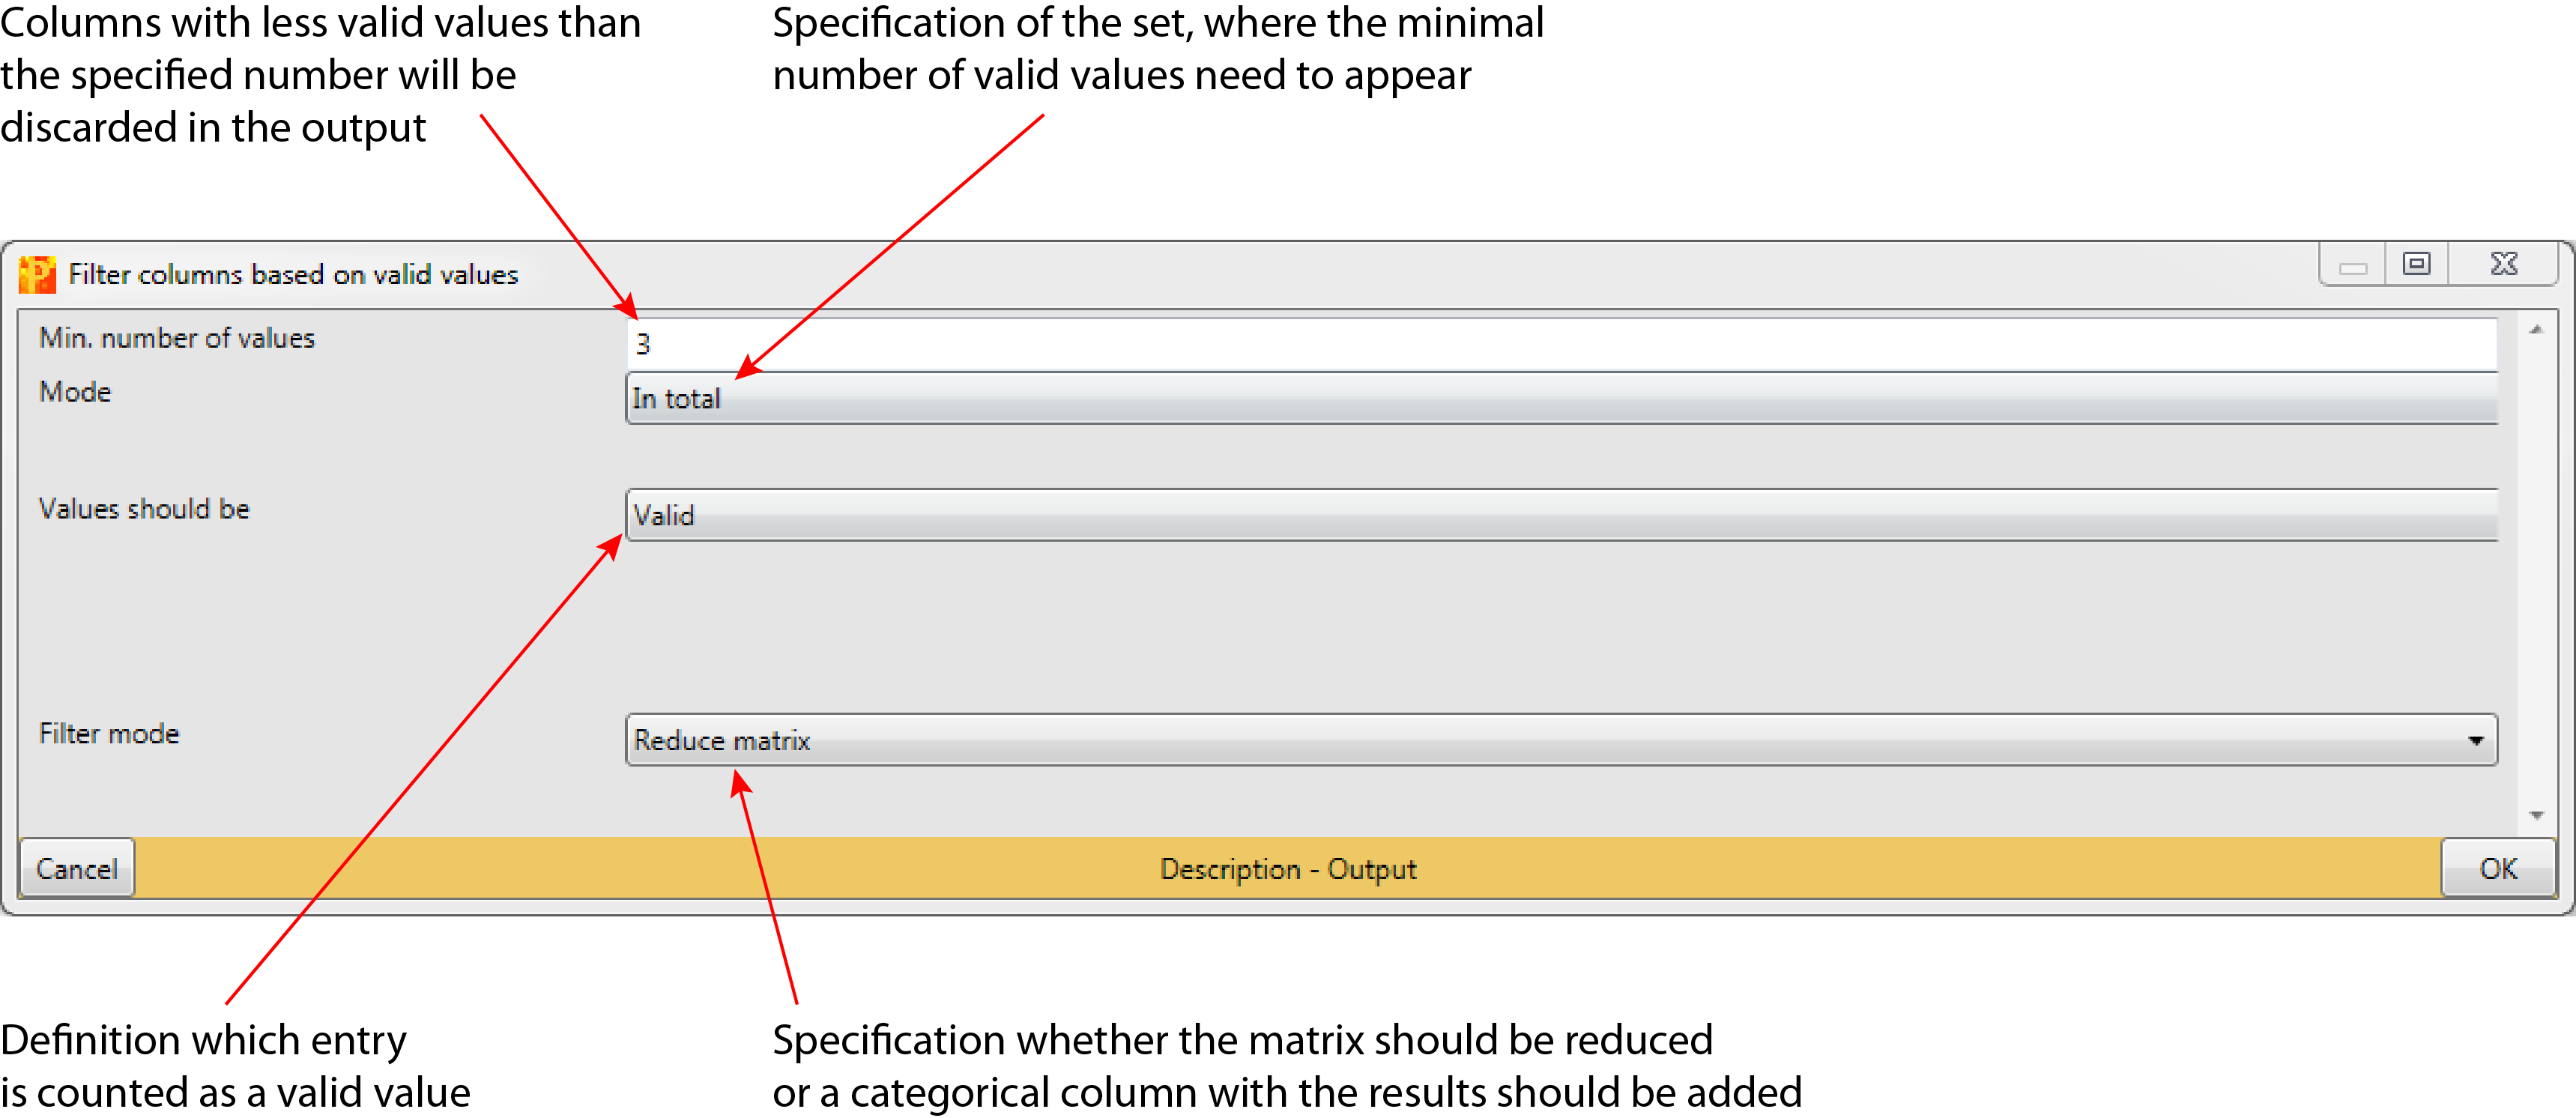 Columns with less valid values than
the specified number will be
discarded in the output
Specification of the set, where the minimal
number of valid values need to appear
Filter columns based on valid values
Min. number of values
3
Mode
In total
Values should be
Valid
Filter mode
Reduce matrix
Cancel
Description - Output
OK
Definition which entry
is counted as a valid value
Specification whether the matrix should be reduced
or a categorical column with the results should be added